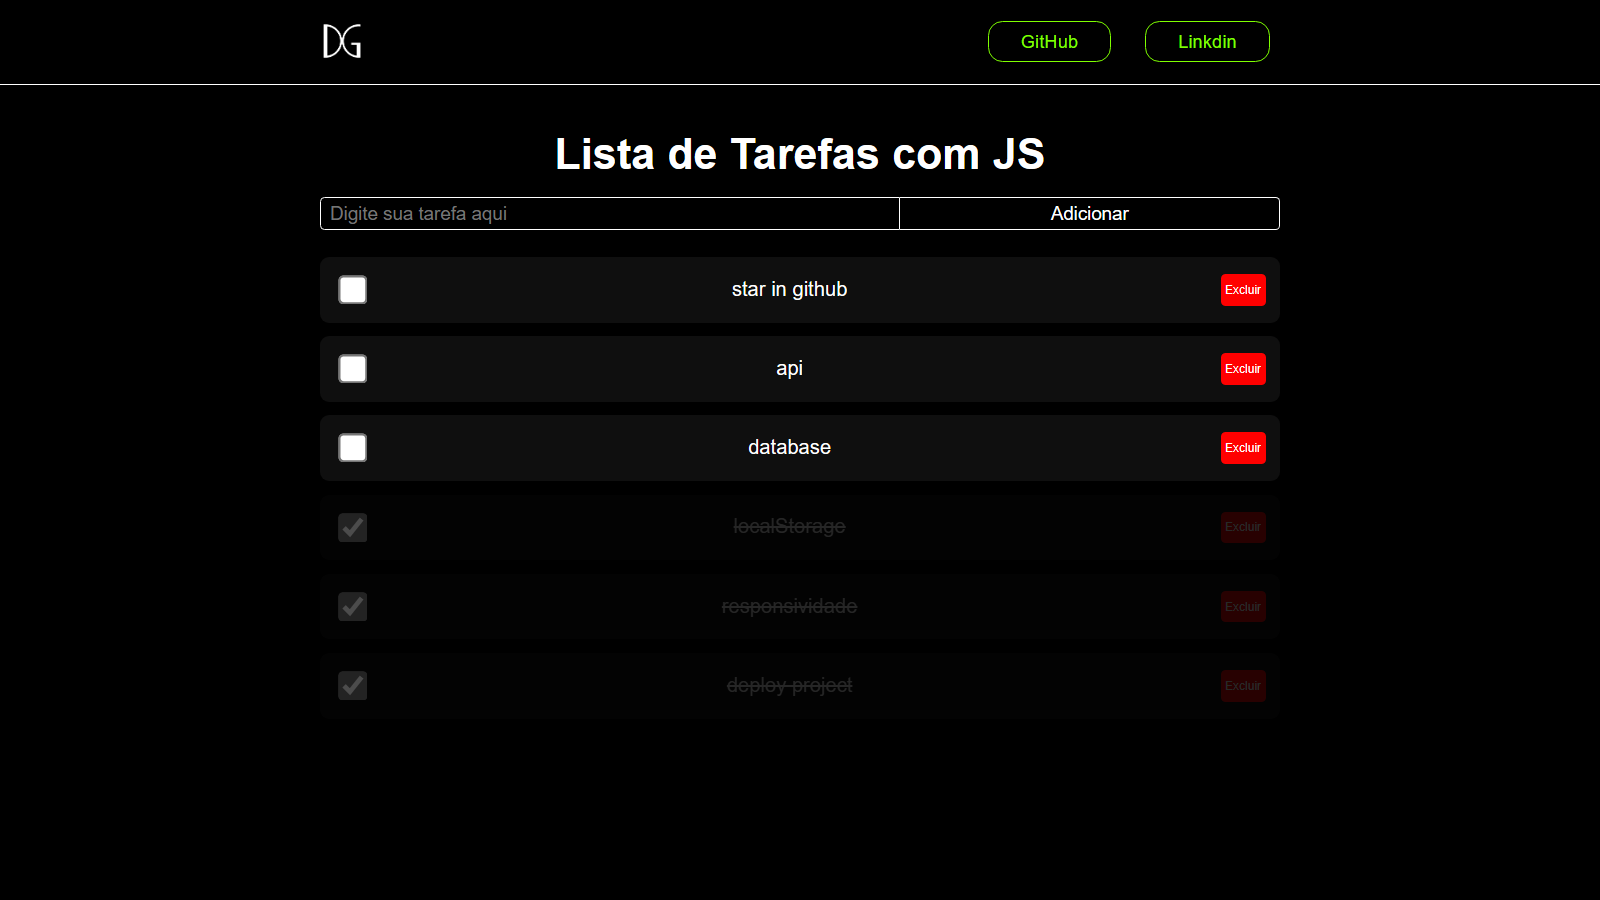 DG
GitHub
Linkdin
Lista de Tarefas com JS
Digite sua tarefa aqui
Adicionar
star in github
Excluir
api
Excluir
database
Excluir
localStorage
Excluir
responsividade
Excluir
deploy project
Excluir